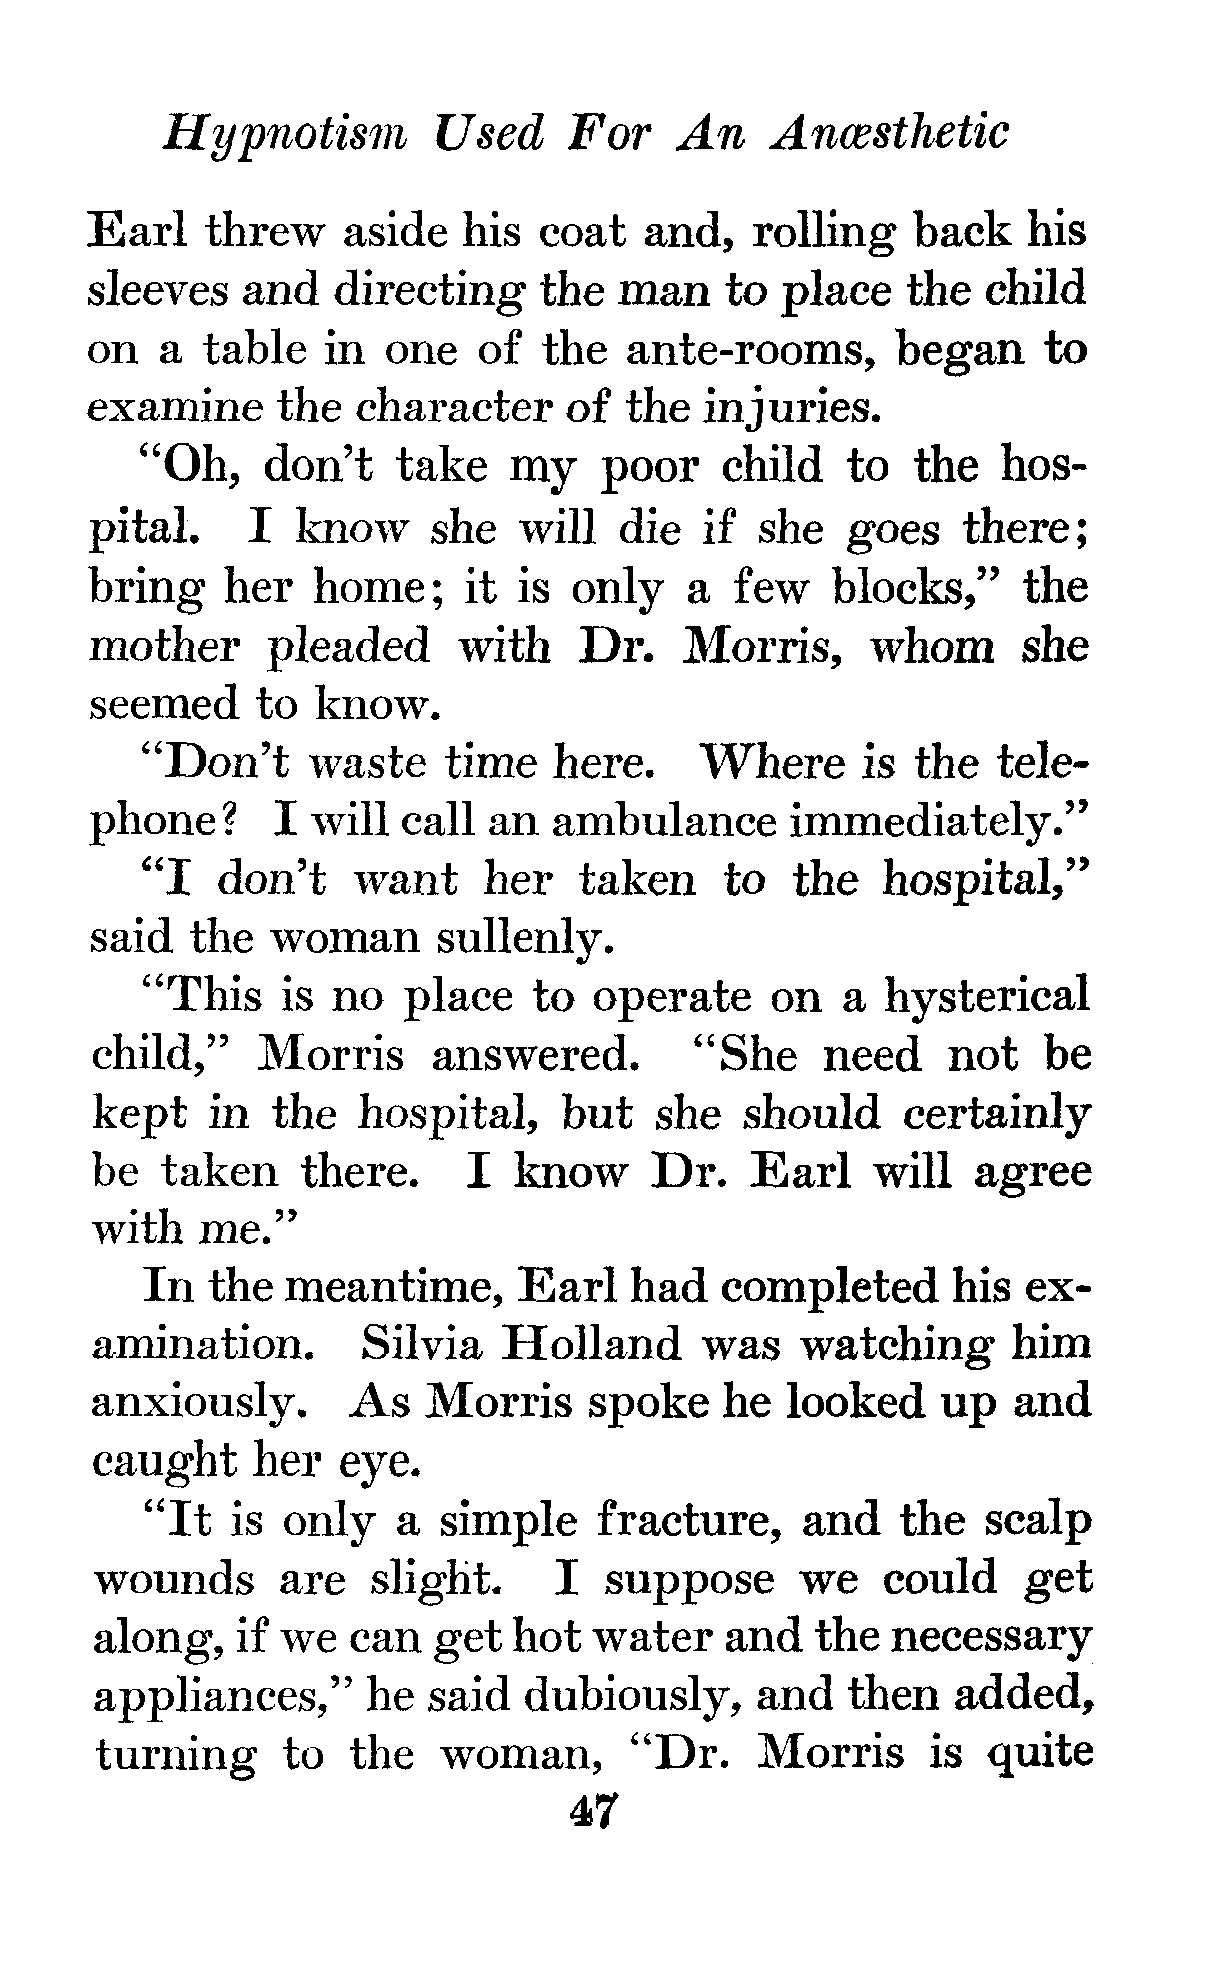 Hypnotism Used For An Anæsthetic
Earl threw aside his coat and, rolling back his
sleeves and directing the man to place the child
on a table in one of the ante-rooms, began to
examine the character of the injuries.
“Oh, don’t take my poor child to the hos-
pital. I know she will die if she goes there;
bring her home; it is only a few blocks,” the
mother pleaded with Dr. Morris, whom she
seemed to know.
“Don’t waste time here. Where is the tele-
phone? I will call an ambulance immediately.”
“I don’t want her taken to the hospital,”
said the woman sullenly.
“This is no place to operate on a hysterical
child,” Morris answered. “She need not be
kept in the hospital, but she should certainly
be taken there. I know Dr. Earl will agree
with me.”
In the meantime, Earl had completed his ex-
amination. Silvia Holland was watching him
anxiously. As Morris spoke he looked up and
caught her eye.
“It is only a simple fracture, and the scalp
wounds are slight. I suppose we could get
along, if we can get hot water and the necessary
appliances,” he said dubiously, and then added,
turning to the woman, “Dr. Morris is quite
47